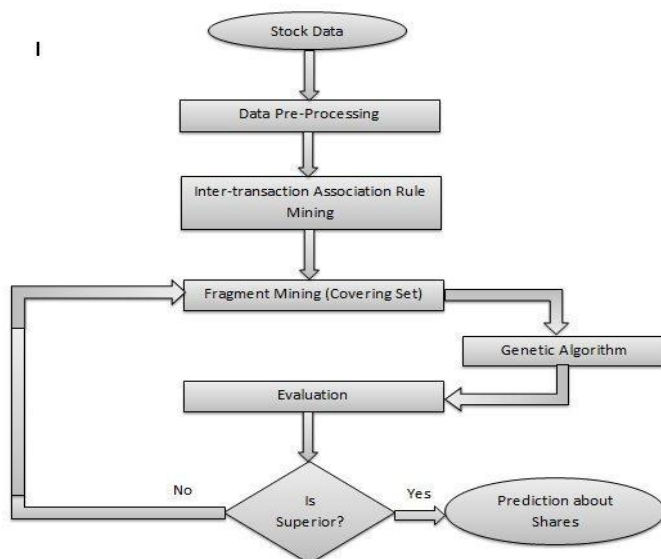 Stock Data
I
Data Pre-Processing
Inter-transaction Association Rule
Mining
Fragment Mining (Covering Set)
Genetic Algorithm
Evaluation
No
Is
Superior?
Yes
Prediction about
Shares